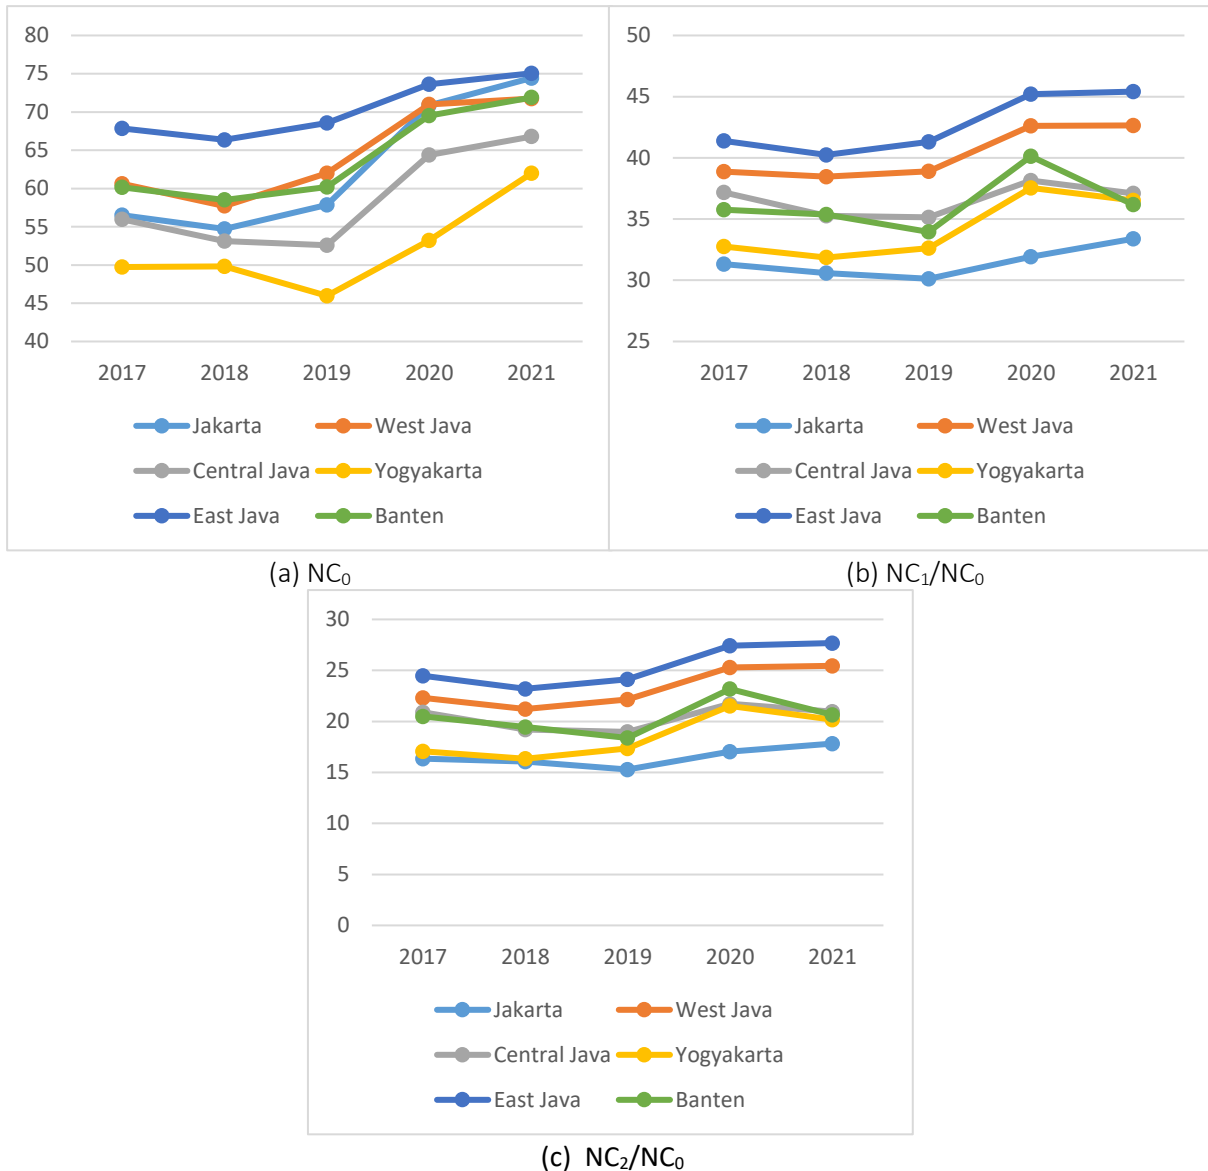 80
75
70
65
60
55
50
45
40
2017 2018 2019 2020 2021
Jakarta West Java
Central Java Yogyakarta
East Java Banten
(a) NC₀
50
45
40
35
30
25
2017 2018 2019 2020 2021
Jakarta West Java
Central Java Yogyakarta
East Java Banten
(b) NC₁/NC₀
30
25
20
15
10
5
0
2017 2018 2019 2020 2021
Jakarta West Java
Central Java Yogyakarta
East Java Banten
(c) NC₂/NC₀